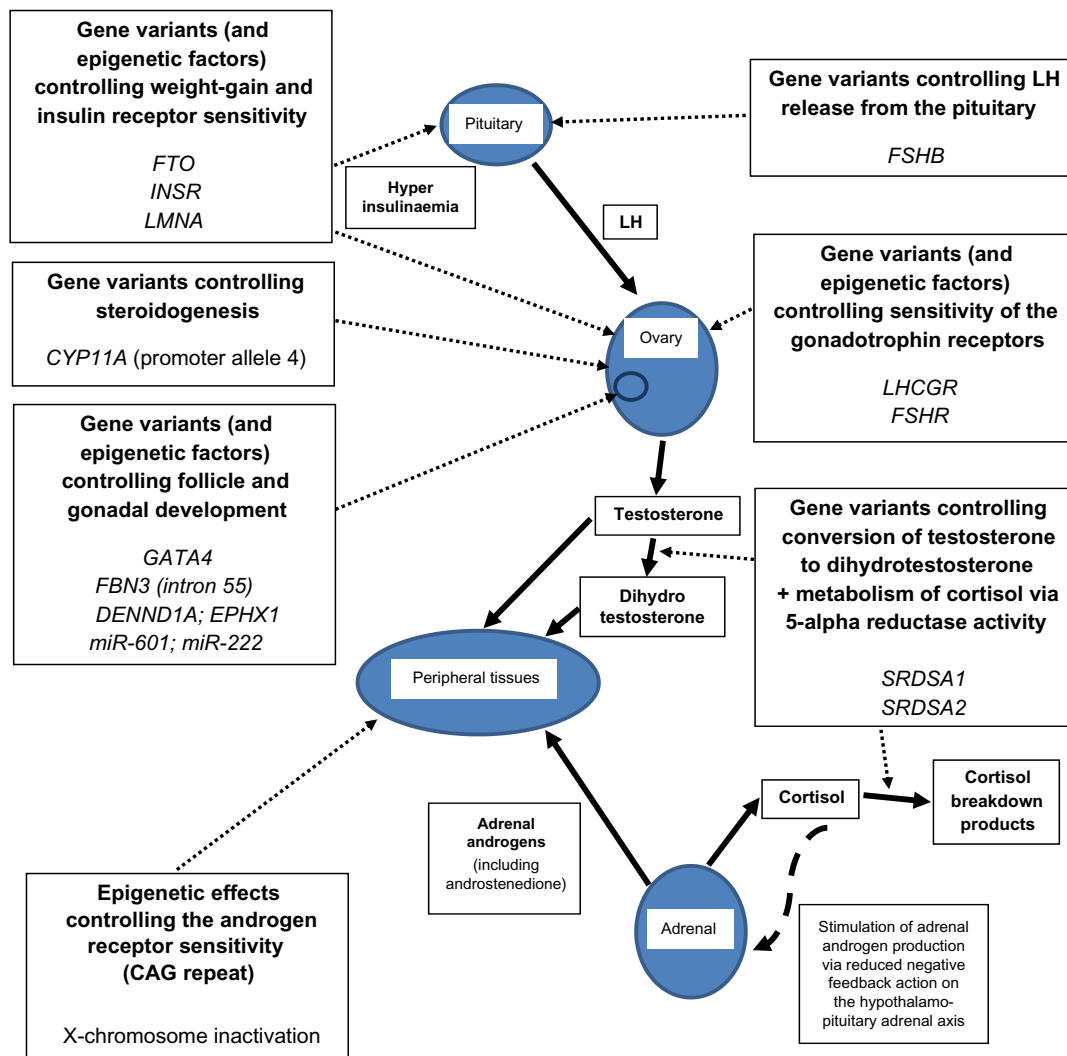 Gene variants (and
epigenetic factors)
controlling weight-gain and
insulin receptor sensitivity
FTO
INSR
LMNA
Pituitary
Gene variants controlling LH
release from the pituitary
FSHB
Hyper
insulinaemia
LH
Gene variants controlling
steroidogenesis
CYP11A (promoter allele 4)
Ovary
Gene variants (and
epigenetic factors)
controlling sensitivity of the
gonadotrophin receptors
LHCGR
FSHR
Gene variants (and
epigenetic factors)
controlling follicle and
gonadal development
GATA4
FBN3 (intron 55)
DENND1A; EPHX1
miR-601; miR-222
Testosterone
Dihydro
testosterone
Gene variants controlling
conversion of testosterone
to dihydrotestosterone
+ metabolism of cortisol via
5-alpha reductase activity
SRDSA1
SRDSA2
Peripheral tissues
Adrenal
androgens
(including
androstenedione)
Cortisol
Cortisol
breakdown
products
Epigenetic effects
controlling the androgen
receptor sensitivity
(CAG repeat)
X-chromosome inactivation
Adrenal
Stimulation of adrenal
androgen production
via reduced negative
feedback action on
the hypothalamo-
pituitary adrenal axis